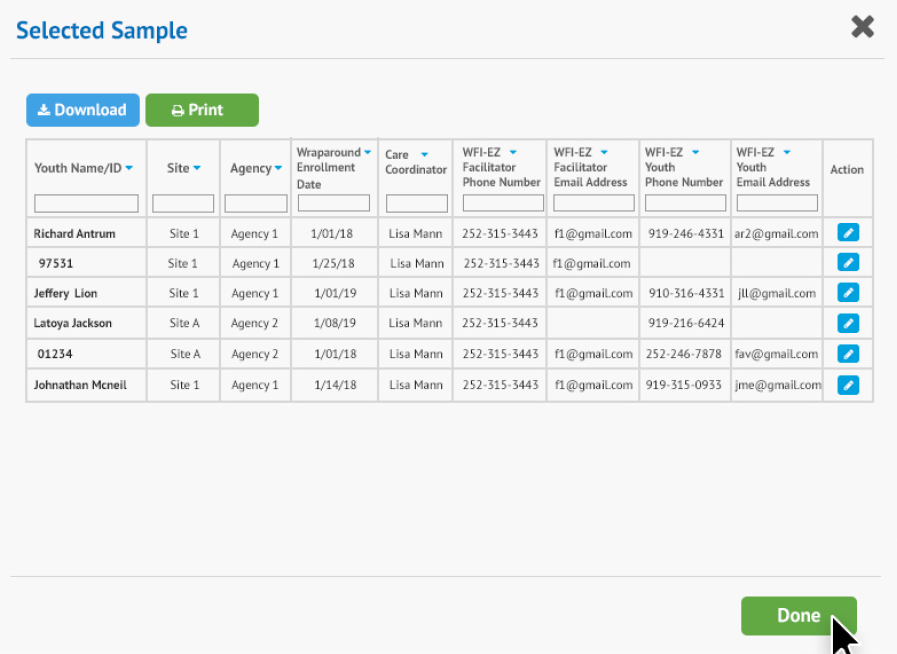 Selected Sample
Download Print
Youth Name/ID Site Agency Wraparound Enrollment Date Care Coordinator WFI-EZ Facilitator Phone Number WFI-EZ Facilitator Email Address WFI-EZ Youth Phone Number WFI-EZ Youth Email Address Action
Richard Antrum Site 1 Agency 1 1/01/18 Lisa Mann 252-315-3443 f1@gmail.com 919-246-4331 ar2@gmail.com
97531 Site 1 Agency 1 1/25/18 Lisa Mann 252-315-3443 f1@gmail.com
Jeffery Lion Site 1 Agency 1 1/01/19 Lisa Mann 252-315-3443 f1@gmail.com 910-316-4331 jll@gmail.com
Latoya Jackson Site A Agency 2 1/08/19 Lisa Mann 252-315-3443 919-216-6424
01234 Site A Agency 2 1/01/18 Lisa Mann 252-315-3443 f1@gmail.com 252-246-7878 fav@gmail.com
Johnathan Mcneil Site 1 Agency 1 1/14/18 Lisa Mann 252-315-3443 f1@gmail.com 919-315-0933 jme@gmail.com
Done